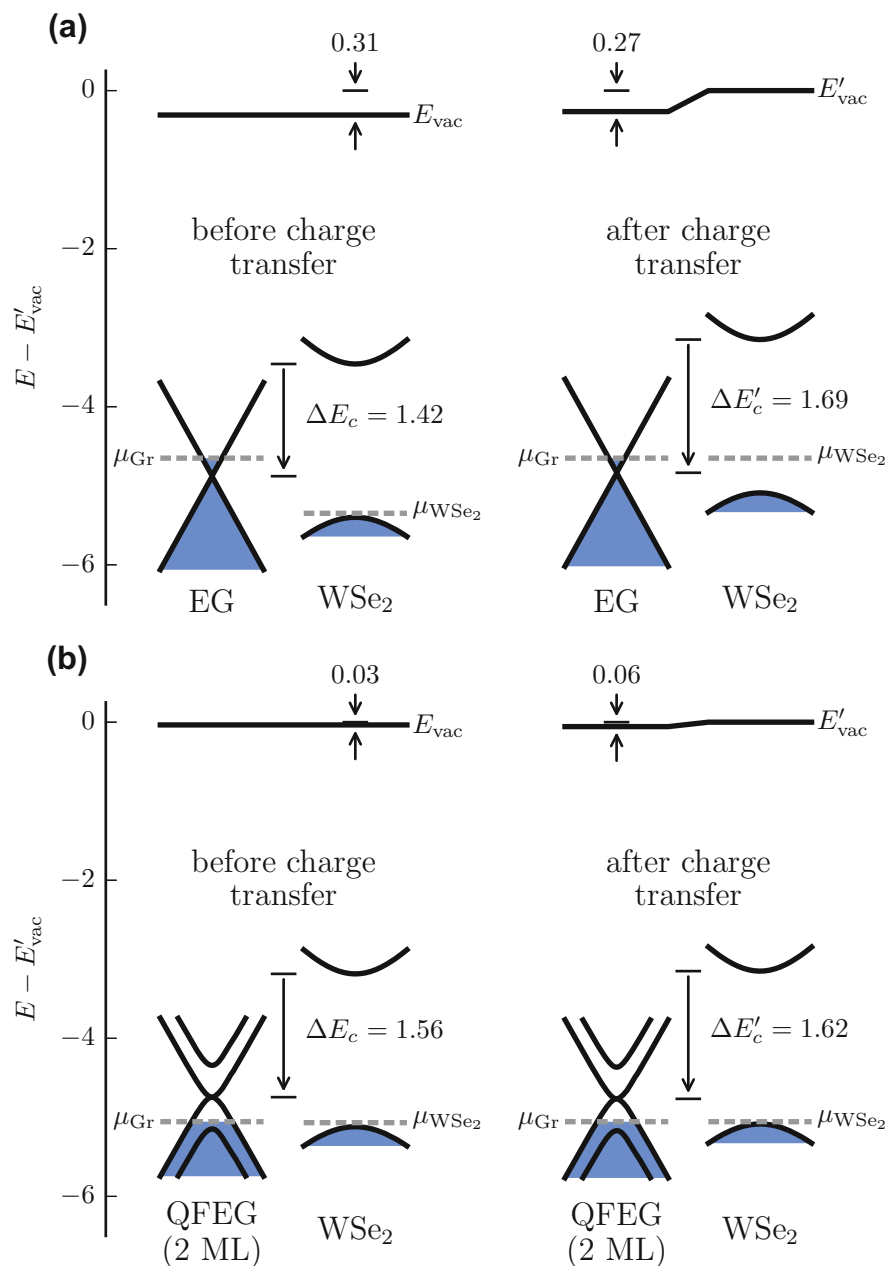 (a)
0.31
0.27
0
E_vac
E′_vac
before charge
transfer
after charge
transfer
−2
E − E′_vac
−4
ΔE_c = 1.42
ΔE′_c = 1.69
μ_Gr
μ_WSe₂
μ_Gr
μ_WSe₂
−6
EG
WSe₂
EG
WSe₂
(b)
0.03
0.06
0
E_vac
E′_vac
before charge
transfer
after charge
transfer
−2
E − E′_vac
−4
ΔE_c = 1.56
ΔE′_c = 1.62
μ_Gr
μ_WSe₂
μ_Gr
μ_WSe₂
−6
QFEG
(2 ML)
WSe₂
QFEG
(2 ML)
WSe₂